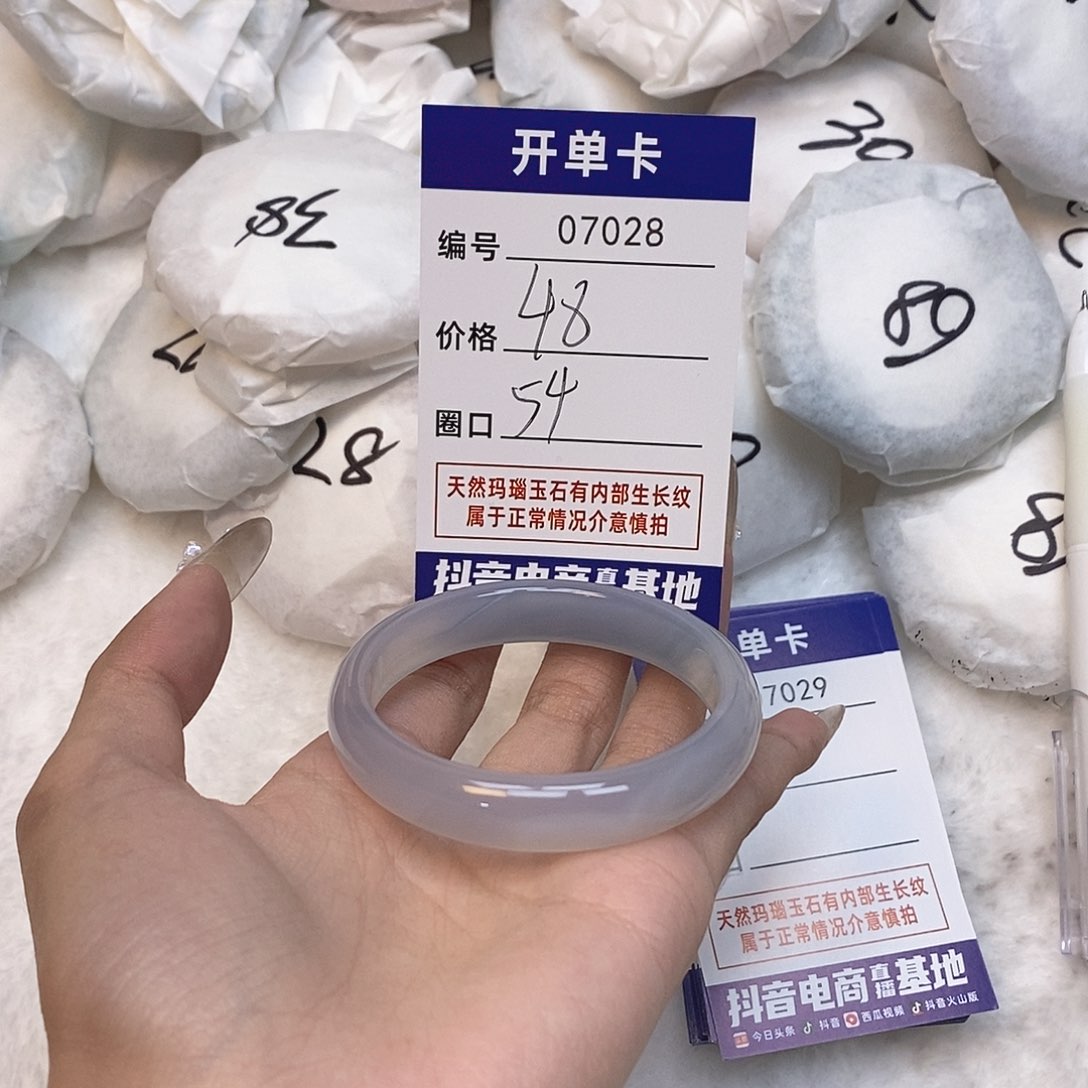 开单卡
编号 07028
价格 48
圈口 54
天然玛瑙玉石有内部生长纹
属于正常情况介意慎拍
抖音电商直播基地
单卡
7029
天然玛瑙玉石有内部生长纹
属于正常情况介意慎拍
抖音电商直播基地
今日头条 抖音 西瓜视频 抖音火山版
38
30
68
87